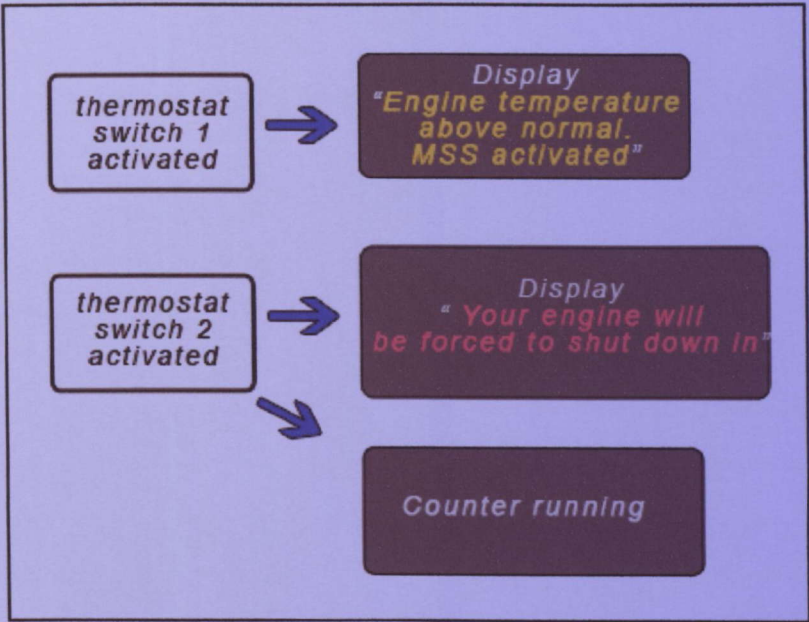 thermostat
switch 1
activated
Display
"Engine temperature
above normal.
MSS activated"
thermostat
switch 2
activated
Display
" Your engine will
be forced to shut down in"
Counter running